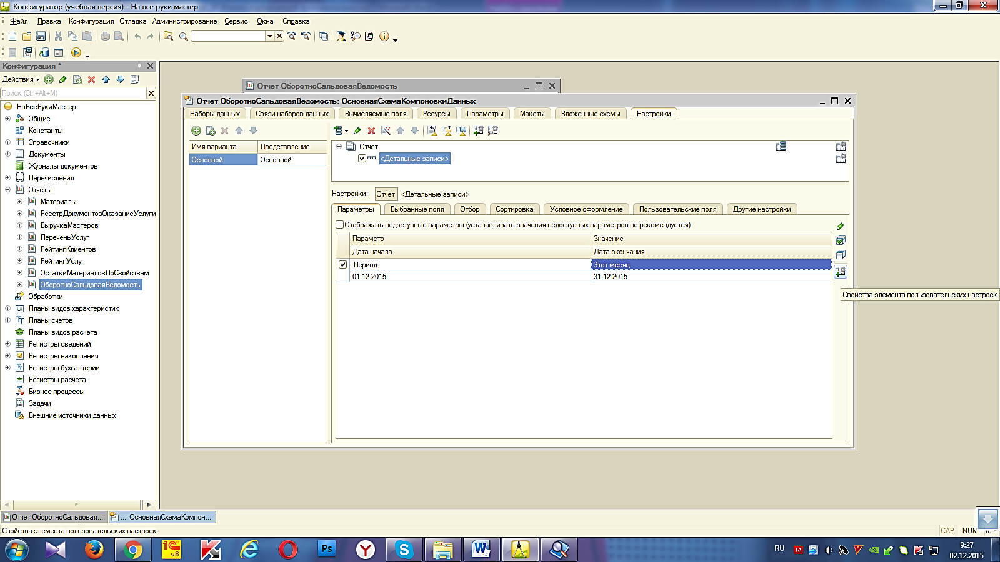 Конфигуратор (учебная версия) - На все руки мастер
Файл Правка Конфигурация Отладка Администрирование Сервис Окна Справка
Конфигурация *
Действия
Поиск (Ctrl+Alt+M)
НаВсеРукиМастер
Общие
Константы
Справочники
Документы
Журналы документов
Перечисления
Отчеты
Материалы
РеестрДокументовОказаниеУслуги
ВыручкаМастеров
ПереченьУслуг
РейтингКлиентов
РейтингУслуг
ОстаткиМатериаловПоСвойствам
ОборотноСальдоваяВедомость
Обработки
Планы видов характеристик
Планы счетов
Планы видов расчета
Регистры сведений
Регистры накопления
Регистры бухгалтерии
Регистры расчета
Бизнес-процессы
Задачи
Внешние источники данных
Отчет ОборотноСальдоваяВедомость
Отчет ОборотноСальдоваяВедомость: ОсновнаяСхемаКомпоновкиДанных
Наборы данных Связи наборов данных Вычисляемые поля Ресурсы Параметры Макеты Вложенные схемы Настройки
Имя варианта Представление
Основной Основной
Отчет
<Детальные записи>
Настройки: Отчет <Детальные записи>
Параметры Выбранные поля Отбор Сортировка Условное оформление Пользовательские поля Другие настройки
Отображать недоступные параметры (устанавливать значения недоступных параметров не рекомендуется)
Параметр Значение
Дата начала Дата окончания
Период Этот месяц
01.12.2015 31.12.2015
Свойства элемента пользовательских настроек
Отчет ОборотноСальдовая... ...: ОсновнаяСхемаКомпон...
Свойства элемента пользовательских настроек CAP NUM
1С v8 Ps RU 9:27
02.12.2015